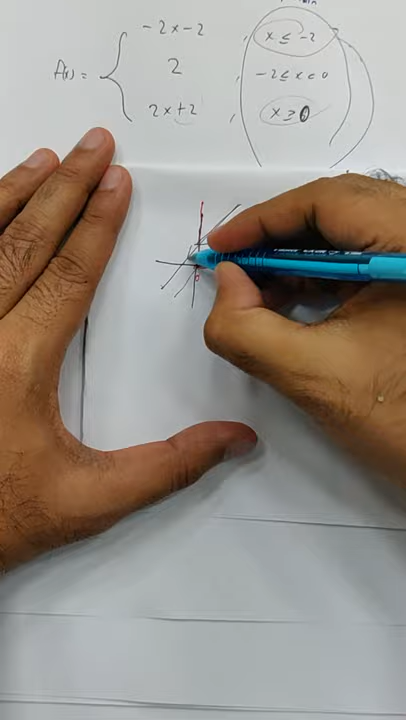 -2x-2 , x ≤ -2
f(x) = { 2 , -2 ≤ x < 0
2x+2 , x ≥ 0